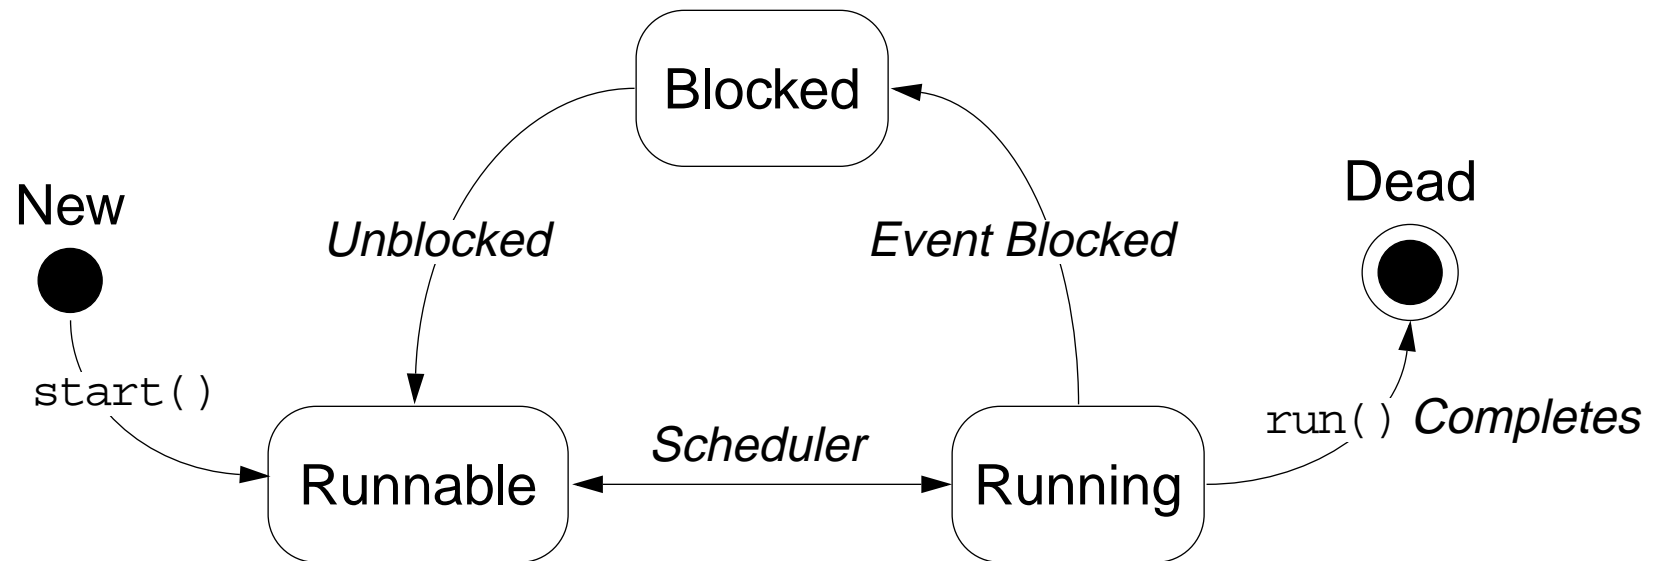 Blocked
Dead
New
Unblocked
Event Blocked
start()
run() Completes
Scheduler
Runnable
Running